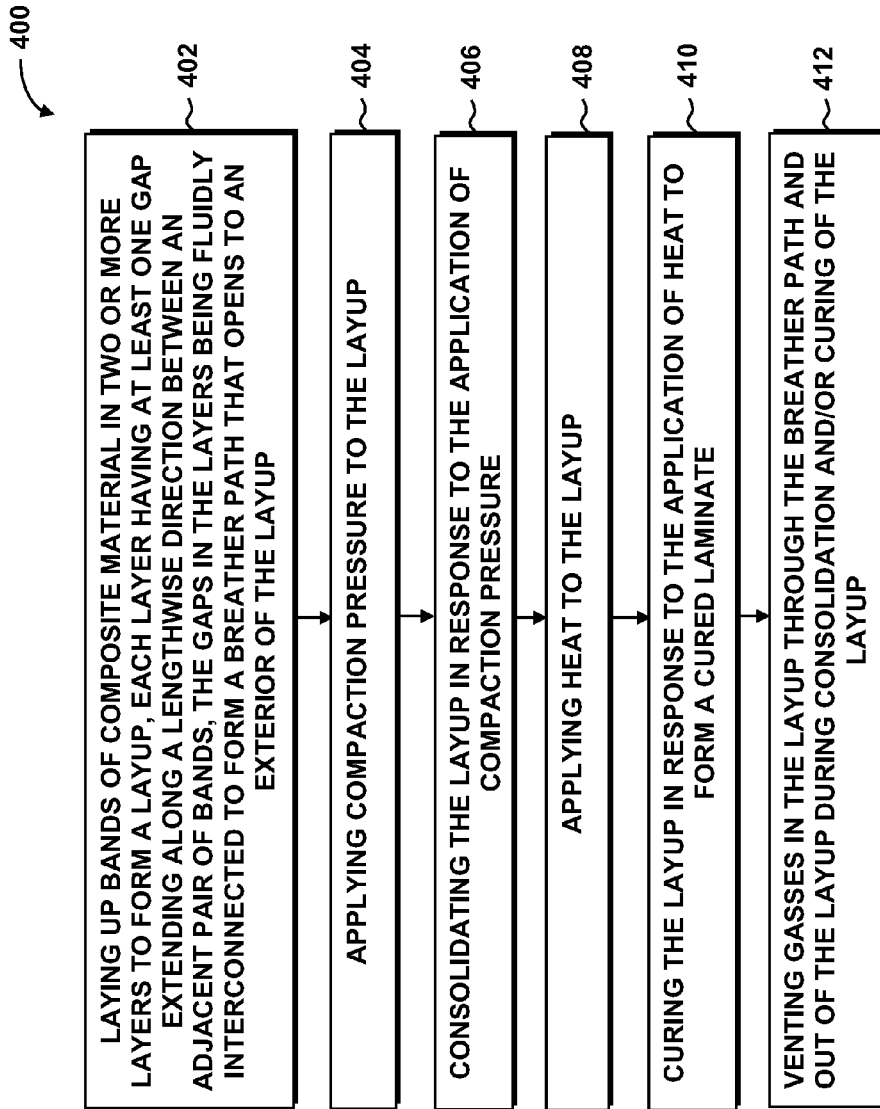 400
LAYING UP BANDS OF COMPOSITE MATERIAL IN TWO OR MORE
LAYERS TO FORM A LAYUP, EACH LAYER HAVING AT LEAST ONE GAP
EXTENDING ALONG A LENGTHWISE DIRECTION BETWEEN AN
ADJACENT PAIR OF BANDS, THE GAPS IN THE LAYERS BEING FLUIDLY
INTERCONNECTED TO FORM A BREATHER PATH THAT OPENS TO AN
EXTERIOR OF THE LAYUP
402
APPLYING COMPACTION PRESSURE TO THE LAYUP
404
CONSOLIDATING THE LAYUP IN RESPONSE TO THE APPLICATION OF
COMPACTION PRESSURE
406
APPLYING HEAT TO THE LAYUP
408
CURING THE LAYUP IN RESPONSE TO THE APPLICATION OF HEAT TO
FORM A CURED LAMINATE
410
VENTING GASSES IN THE LAYUP THROUGH THE BREATHER PATH AND
OUT OF THE LAYUP DURING CONSOLIDATION AND/OR CURING OF THE
LAYUP
412